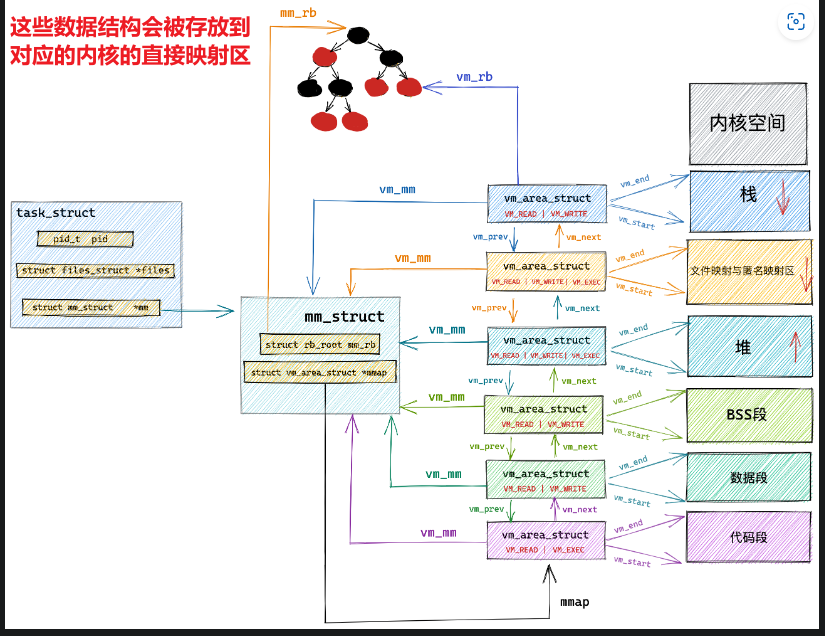 这些数据结构会被存放到
对应的内核的直接映射区
mm_rb
vm_rb
内核空间
vm_end
栈
vm_start
vm_mm
vm_area_struct
VM_READ | VM_WRITE
task_struct
pid_t pid
struct files_struct *files
struct mm_struct *mm
vm_prev
vm_next
vm_mm
vm_area_struct
VM_READ | VM_WRITE| VM_EXEC
vm_end
文件映射与匿名映射区
vm_start
vm_prev
vm_next
mm_struct
struct rb_root mm_rb
struct vm_area_struct *mmap
vm_mm
vm_area_struct
VM_READ | VM_WRITE| VM_EXEC
vm_end
堆
vm_start
vm_prev
vm_next
vm_mm
vm_area_struct
VM_READ | VM_WRITE
vm_end
BSS段
vm_start
vm_prev
vm_next
vm_mm
vm_area_struct
VM_READ | VM_WRITE
vm_end
数据段
vm_start
vm_prev
vm_next
vm_mm
vm_area_struct
VM_READ | VM_EXEC
vm_end
代码段
vm_start
mmap